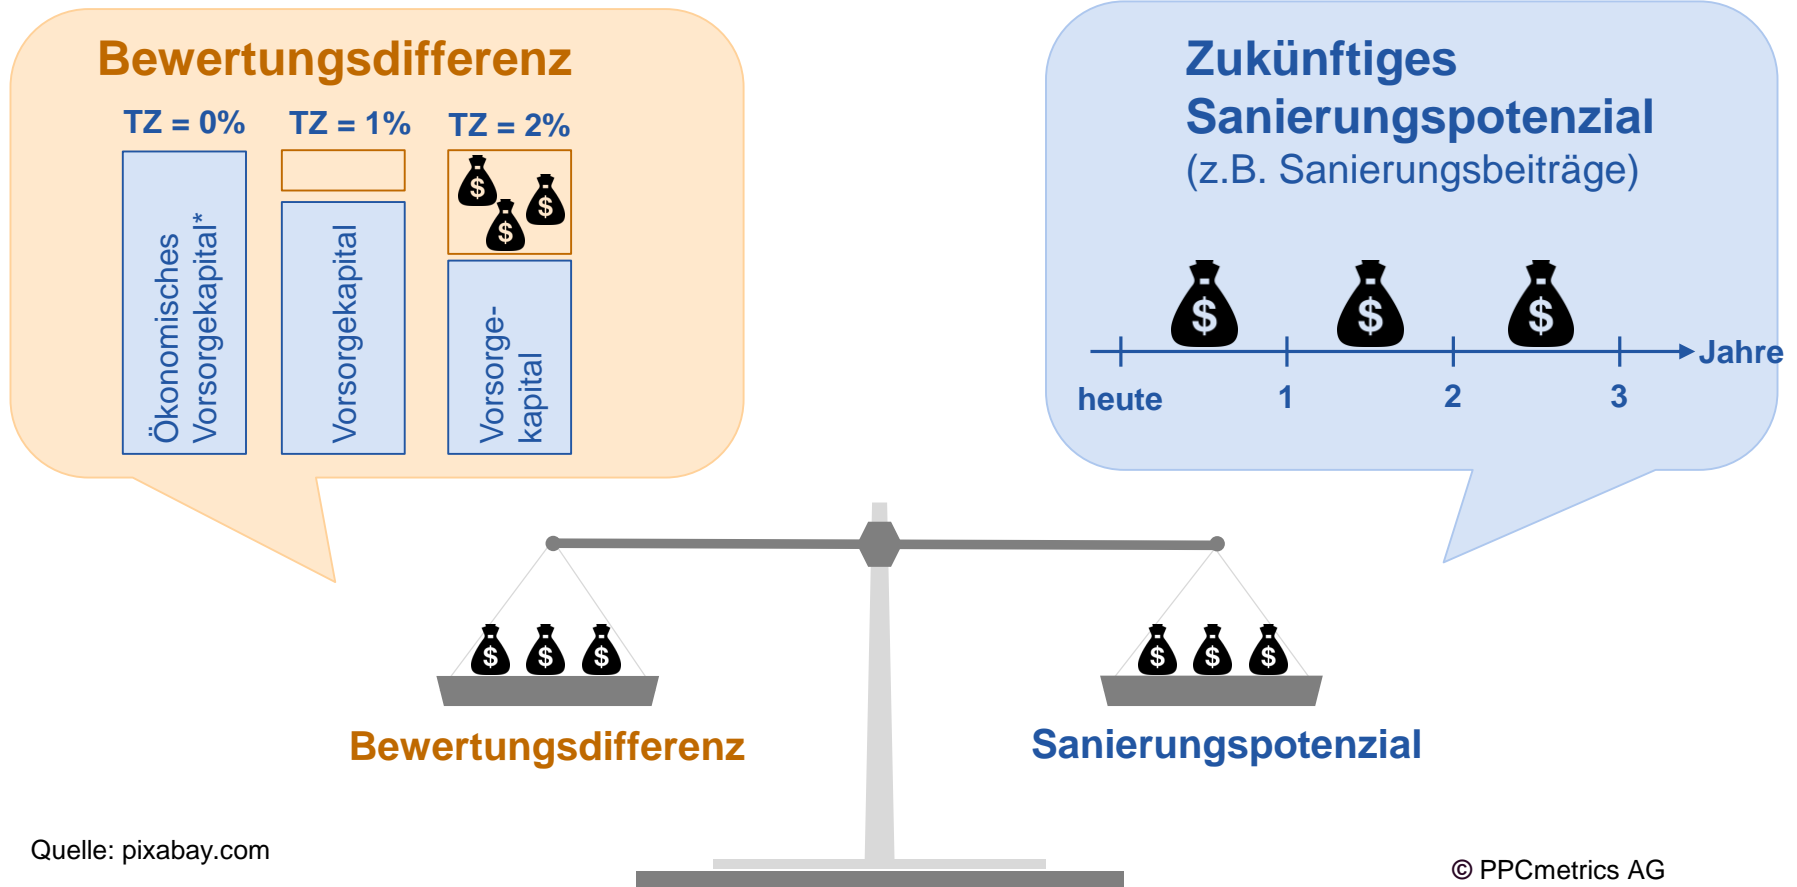 Bewertungsdifferenz
TZ = 0%
TZ = 1%
TZ = 2%
Ökonomisches
Vorsorgekapital*
Vorsorgekapital
$
$
$
Vorsorge-
kapital
Zukünftiges
Sanierungspotenzial
(z.B. Sanierungsbeiträge)
$
$
$
Jahre
heute
1
2
3
$
$
$
Bewertungsdifferenz
$
$
$
Sanierungspotenzial
Quelle: pixabay.com
© PPCmetrics AG